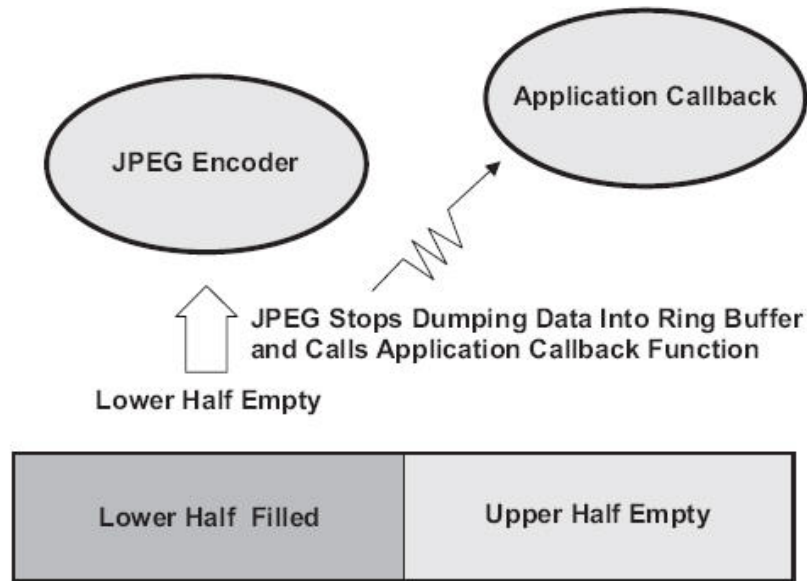 Application Callback
JPEG Encoder
JPEG Stops Dumping Data Into Ring Buffer
and Calls Application Callback Function
Lower Half Empty
Lower Half Filled
Upper Half Empty